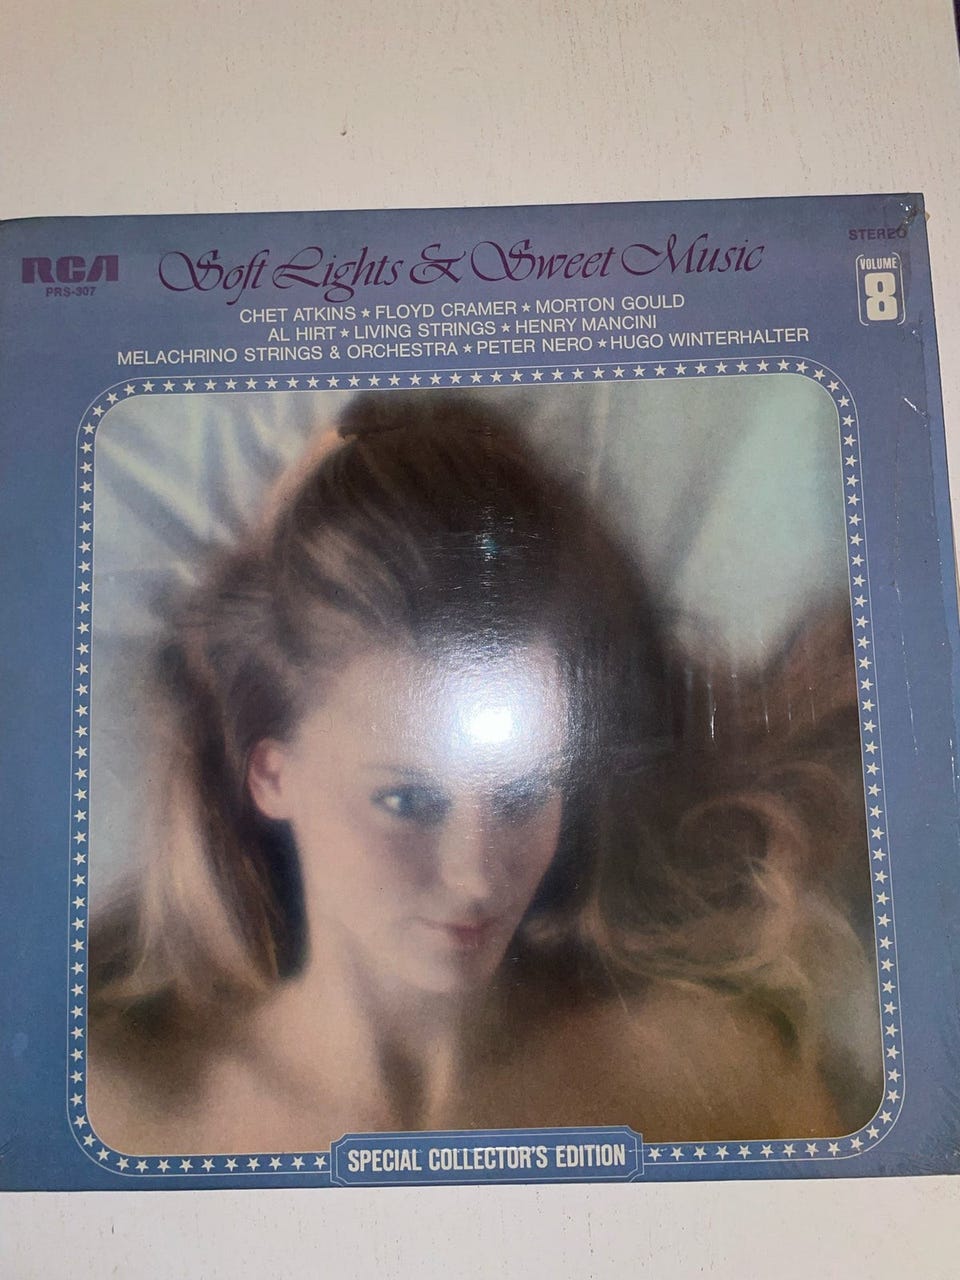 RCA
PRS-307
Soft Lights & Sweet Music
STEREO
VOLUME
8
CHET ATKINS ★ FLOYD CRAMER ★ MORTON GOULD
AL HIRT ★ LIVING STRINGS ★ HENRY MANCINI
MELACHRINO STRINGS & ORCHESTRA ★ PETER NERO ★ HUGO WINTERHALTER
SPECIAL COLLECTOR'S EDITION